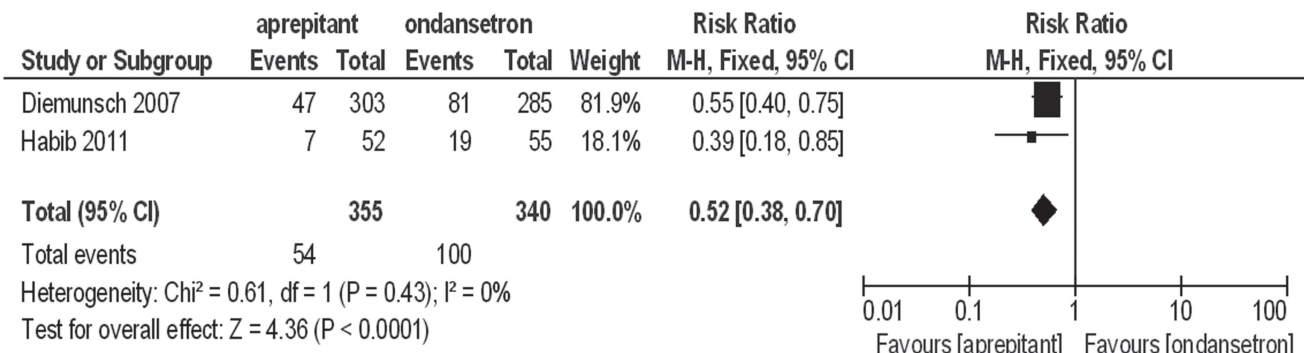 aprepitant ondansetron Risk Ratio Risk Ratio
Study or Subgroup Events Total Events Total Weight M-H, Fixed, 95% CI M-H, Fixed, 95% CI
Diemunsch 2007 47 303 81 285 81.9% 0.55 [0.40, 0.75]
Habib 2011 7 52 19 55 18.1% 0.39 [0.18, 0.85]
Total (95% CI) 355 340 100.0% 0.52 [0.38, 0.70]
Total events 54 100
Heterogeneity: Chi² = 0.61, df = 1 (P = 0.43); I² = 0%
Test for overall effect: Z = 4.36 (P < 0.0001)
0.01 0.1 1 10 100
Favours [aprepitant] Favours [ondansetron]